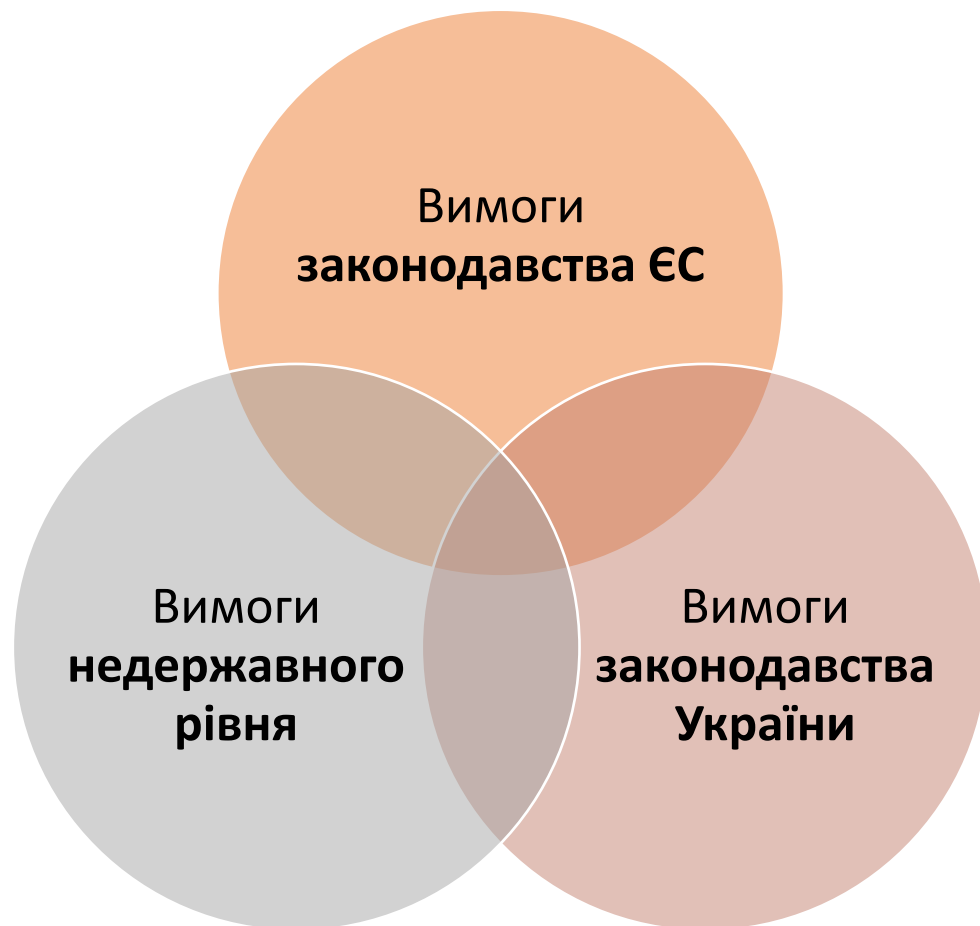 Вимоги
законодавства ЄС
Вимоги
недержавного
рівня
Вимоги
законодавства
України